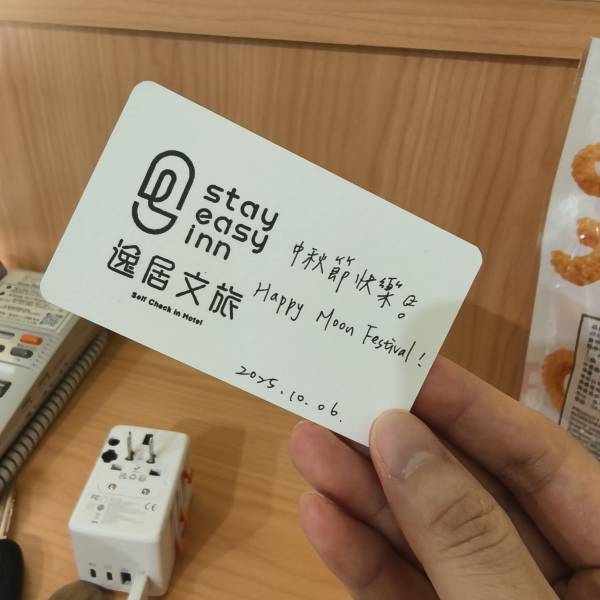 stay
easy
inn
逸居文旅
Self Check in Hotel
中秋節快樂!
Happy Moon Festival!
2025.10.06.